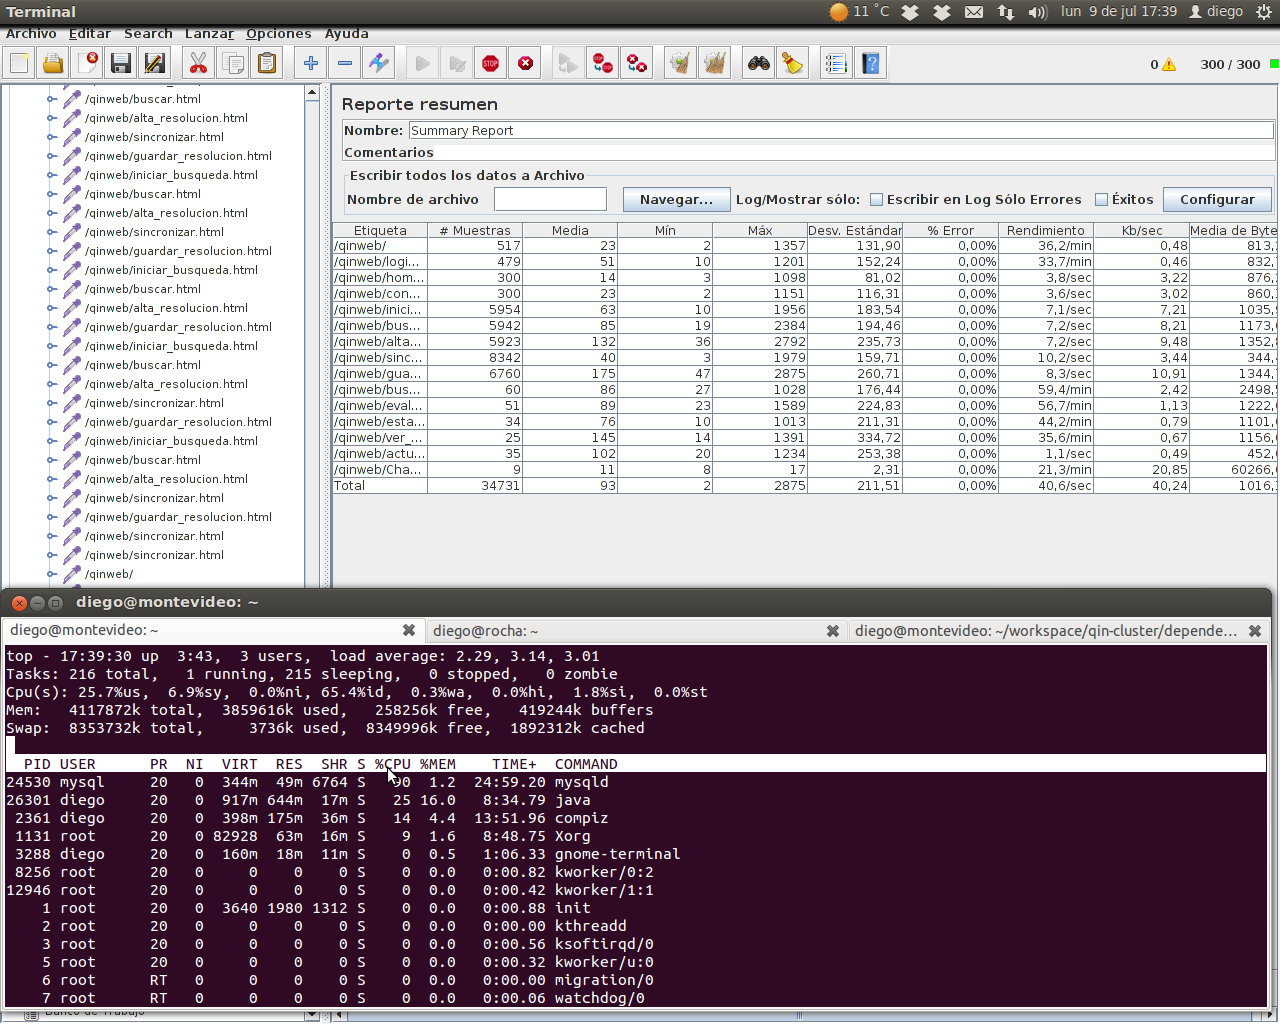 Terminal
11 °C
lun 9 de jul 17:39
diego
Archivo Editar Search Lanzar Opciones Ayuda
0
300 / 300
/qinweb/buscar.html
/qinweb/alta_resolucion.html
/qinweb/sincronizar.html
/qinweb/guardar_resolucion.html
/qinweb/iniciar_busqueda.html
/qinweb/buscar.html
/qinweb/alta_resolucion.html
/qinweb/sincronizar.html
/qinweb/guardar_resolucion.html
/qinweb/iniciar_busqueda.html
/qinweb/buscar.html
/qinweb/alta_resolucion.html
/qinweb/guardar_resolucion.html
/qinweb/iniciar_busqueda.html
/qinweb/buscar.html
/qinweb/alta_resolucion.html
/qinweb/sincronizar.html
/qinweb/guardar_resolucion.html
/qinweb/iniciar_busqueda.html
/qinweb/buscar.html
/qinweb/alta_resolucion.html
/qinweb/sincronizar.html
/qinweb/guardar_resolucion.html
/qinweb/sincronizar.html
/qinweb/sincronizar.html
/qinweb/
Reporte resumen
Nombre: Summary Report
Comentarios
Escribir todos los datos a Archivo
Nombre de archivo Navegar... Log/Mostrar sólo: Escribir en Log Sólo Errores Éxitos Configurar
Etiqueta # Muestras Media Mín Máx Desv. Estándar % Error Rendimiento Kb/sec Media de Byte
/qinweb/ 517 23 2 1357 131,90 0,00% 36,2/min 0,48 813,
/qinweb/logi... 479 51 10 1201 152,24 0,00% 33,7/min 0,46 832,
/qinweb/hom... 300 14 3 1098 81,02 0,00% 3,8/sec 3,22 876,
/qinweb/con... 300 23 2 1151 116,31 0,00% 3,6/sec 3,02 860,
/qinweb/inici... 5954 63 10 1956 183,54 0,00% 7,1/sec 7,21 1035,
/qinweb/bus... 5942 85 19 2384 194,46 0,00% 7,2/sec 8,21 1173,
/qinweb/alta... 5923 132 36 2792 235,73 0,00% 7,2/sec 9,48 1352,
/qinweb/sinc... 8342 40 3 1979 159,71 0,00% 10,2/sec 3,44 344,
/qinweb/gua... 6760 175 47 2875 260,71 0,00% 8,3/sec 10,91 1344,
/qinweb/bus... 60 86 27 1028 176,44 0,00% 59,4/min 2,42 2498,
/qinweb/eval... 51 89 23 1589 224,83 0,00% 56,7/min 1,13 1222,
/qinweb/esta... 34 76 10 1013 211,31 0,00% 44,2/min 0,79 1101,
/qinweb/ver_... 25 145 14 1391 334,72 0,00% 35,6/min 0,67 1156,
/qinweb/actu... 35 102 20 1234 253,38 0,00% 1,1/sec 0,49 452,
/qinweb/Cha... 9 11 8 17 2,31 0,00% 21,3/min 20,85 60266,
Total 34731 93 2 2875 211,51 0,00% 40,6/sec 40,24 1016,
diego@montevideo: ~
diego@montevideo: ~ diego@rocha: ~ diego@montevideo: ~/workspace/qin-cluster/depende...
top - 17:39:30 up 3:43, 3 users, load average: 2.29, 3.14, 3.01
Tasks: 216 total, 1 running, 215 sleeping, 0 stopped, 0 zombie
Cpu(s): 25.7%us, 6.9%sy, 0.0%ni, 65.4%id, 0.3%wa, 0.0%hi, 1.8%si, 0.0%st
Mem: 4117872k total, 3859616k used, 258256k free, 419244k buffers
Swap: 8353732k total, 3736k used, 8349996k free, 1892312k cached
PID USER PR NI VIRT RES SHR S %CPU %MEM TIME+ COMMAND
24530 mysql 20 0 344m 49m 6764 S 90 1.2 24:59.20 mysqld
26301 diego 20 0 917m 644m 17m S 25 16.0 8:34.79 java
2361 diego 20 0 398m 175m 36m S 14 4.4 13:51.96 compiz
1131 root 20 0 82928 63m 16m S 9 1.6 8:48.75 Xorg
3288 diego 20 0 160m 18m 11m S 0 0.5 1:06.33 gnome-terminal
8256 root 20 0 0 0 0 S 0 0.0 0:00.82 kworker/0:2
12946 root 20 0 0 0 0 S 0 0.0 0:00.42 kworker/1:1
1 root 20 0 3640 1980 1312 S 0 0.0 0:00.88 init
2 root 20 0 0 0 0 S 0 0.0 0:00.00 kthreadd
3 root 20 0 0 0 0 S 0 0.0 0:00.56 ksoftirqd/0
5 root 20 0 0 0 0 S 0 0.0 0:00.32 kworker/u:0
6 root RT 0 0 0 0 S 0 0.0 0:00.00 migration/0
7 root RT 0 0 0 0 S 0 0.0 0:00.06 watchdog/0
Banco de Trabajo